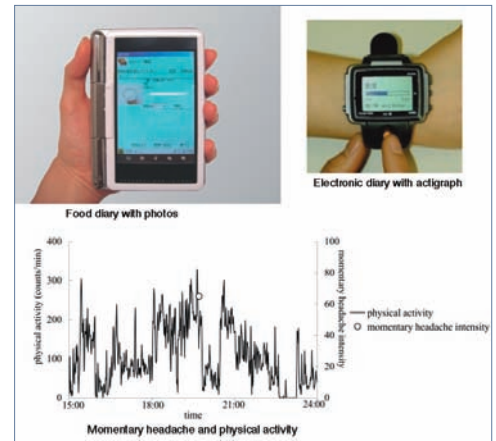 Food diary with photos
Electronic diary with actigraph
400
300
200
100
0
physical activity (counts/min)
100
80
60
40
20
0
momentary headache
intensity
physical activity
momentary headache intensity
15:00
18:00
21:00
24:00
time
Momentary headache and physical activity